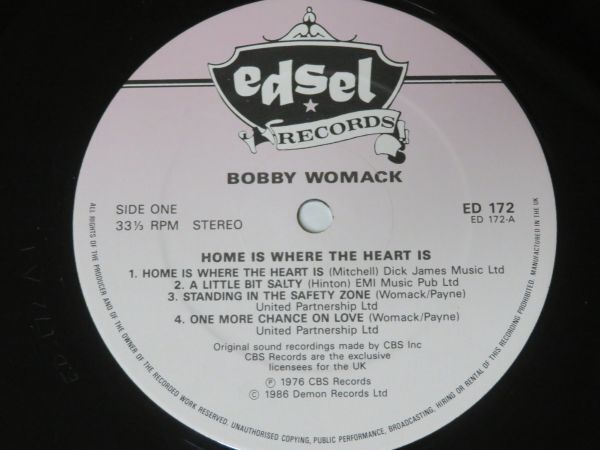 edsel
RECORDS
BOBBY WOMACK
SIDE ONE
33⅓ RPM STEREO
ED 172
ED 172-A
HOME IS WHERE THE HEART IS
1. HOME IS WHERE THE HEART IS (Mitchell) Dick James Music Ltd
2. A LITTLE BIT SALTY (Hinton) EMI Music Pub Ltd
3. STANDING IN THE SAFETY ZONE (Womack/Payne)
United Partnership Ltd
4. ONE MORE CHANCE ON LOVE (Womack/Payne)
United Partnership Ltd
Original sound recordings made by CBS Inc
CBS Records are the exclusive
licensees for the UK
Ⓟ 1976 CBS Records
© 1986 Demon Records Ltd
ALL RIGHTS OF THE PRODUCER AND OF THE OWNER OF THE RECORDED WORK RESERVED. UNAUTHORISED COPYING, PUBLIC PERFORMANCE, BROADCASTING, HIRING OR RENTAL OF THIS RECORDING PROHIBITED. MANUFACTURED IN THE UK